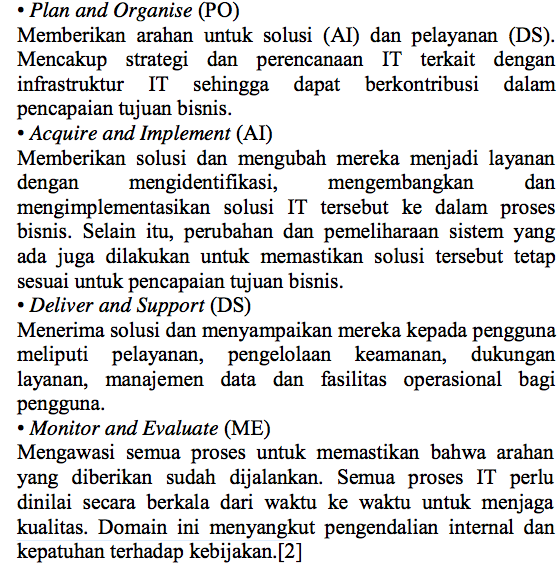 • Plan and Organise (PO)
Memberikan arahan untuk solusi (AI) dan pelayanan (DS).
Mencakup strategi dan perencanaan IT terkait dengan
infrastruktur IT sehingga dapat berkontribusi dalam
pencapaian tujuan bisnis.
• Acquire and Implement (AI)
Memberikan solusi dan mengubah mereka menjadi layanan
dengan mengidentifikasi, mengembangkan dan
mengimplementasikan solusi IT tersebut ke dalam proses
bisnis. Selain itu, perubahan dan pemeliharaan sistem yang
ada juga dilakukan untuk memastikan solusi tersebut tetap
sesuai untuk pencapaian tujuan bisnis.
• Deliver and Support (DS)
Menerima solusi dan menyampaikan mereka kepada pengguna
meliputi pelayanan, pengelolaan keamanan, dukungan
layanan, manajemen data dan fasilitas operasional bagi
pengguna.
• Monitor and Evaluate (ME)
Mengawasi semua proses untuk memastikan bahwa arahan
yang diberikan sudah dijalankan. Semua proses IT perlu
dinilai secara berkala dari waktu ke waktu untuk menjaga
kualitas. Domain ini menyangkut pengendalian internal dan
kepatuhan terhadap kebijakan.[2]